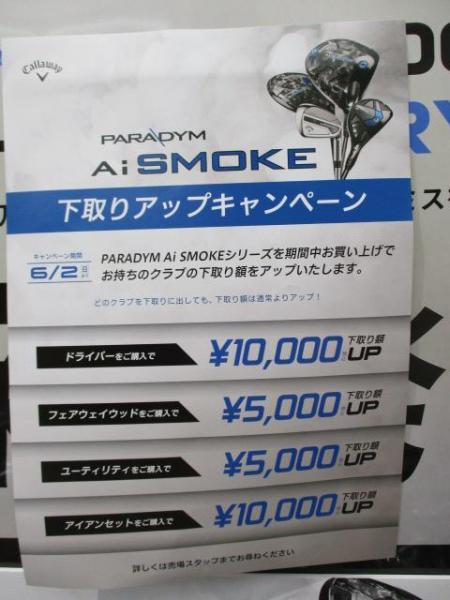 Callaway
PARADYM
Ai SMOKE
下取りアップキャンペーン
キャンペーン期間
6/2 日
PARADYM Ai SMOKEシリーズを期間中お買い上げで
お持ちのクラブの下取り額をアップいたします。
どのクラブを下取りに出しても、下取り額は通常よりアップ！
ドライバーをご購入で ¥10,000 下取り額 UP
フェアウェイウッドをご購入で ¥5,000 下取り額 UP
ユーティリティをご購入で ¥5,000 下取り額 UP
アイアンセットをご購入で ¥10,000 下取り額 UP
詳しくは売場スタッフまでお尋ねください